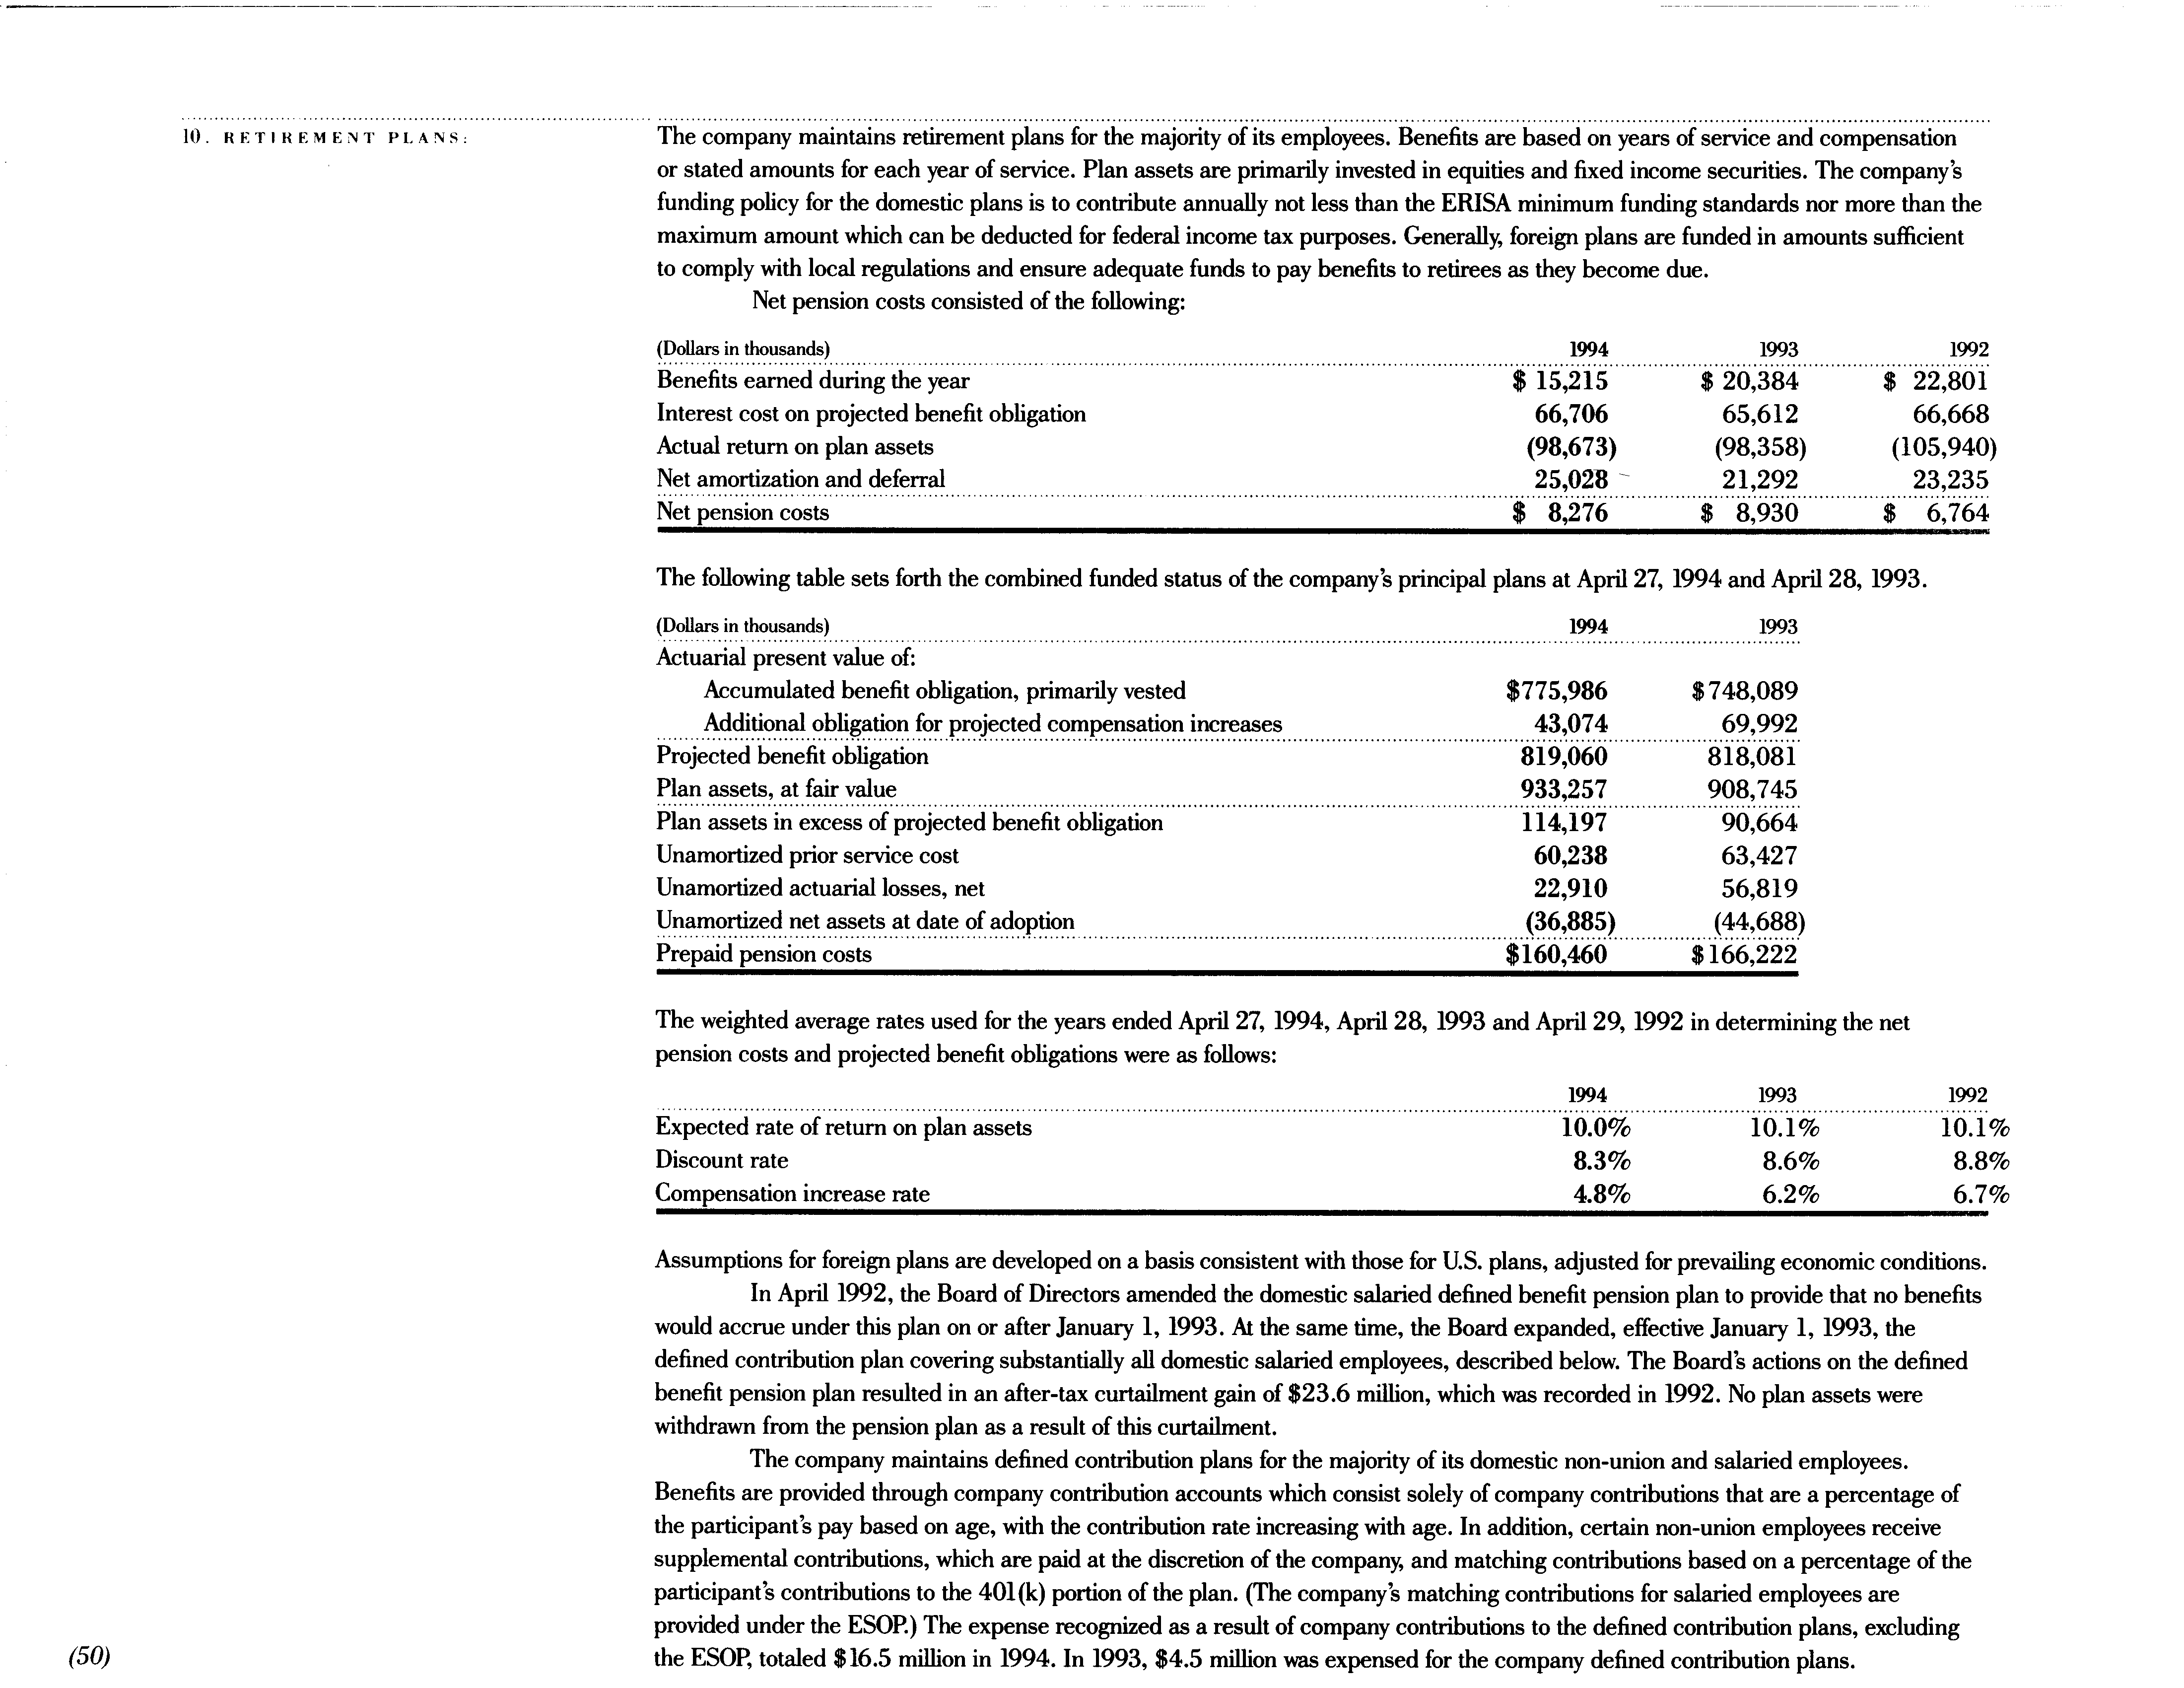 10. RETIREMENT PLANS:
The company maintains retirement plans for the majority of its employees. Benefits are based on years of service and compensation
or stated amounts for each year of service. Plan assets are primarily invested in equities and fixed income securities. The company's
funding policy for the domestic plans is to contribute annually not less than the ERISA minimum funding standards nor more than the
maximum amount which can be deducted for federal income tax purposes. Generally, foreign plans are funded in amounts sufficient
to comply with local regulations and ensure adequate funds to pay benefits to retirees as they become due.
Net pension costs consisted of the following:
(Dollars in thousands) 1994 1993 1992
Benefits earned during the year $ 15,215 $ 20,384 $ 22,801
Interest cost on projected benefit obligation 66,706 65,612 66,668
Actual return on plan assets (98,673) (98,358) (105,940)
Net amortization and deferral 25,028 21,292 23,235
Net pension costs $ 8,276 $ 8,930 $ 6,764
The following table sets forth the combined funded status of the company's principal plans at April 27, 1994 and April 28, 1993.
(Dollars in thousands) 1994 1993
Actuarial present value of:
Accumulated benefit obligation, primarily vested $775,986 $748,089
Additional obligation for projected compensation increases 43,074 69,992
Projected benefit obligation 819,060 818,081
Plan assets, at fair value 933,257 908,745
Plan assets in excess of projected benefit obligation 114,197 90,664
Unamortized prior service cost 60,238 63,427
Unamortized actuarial losses, net 22,910 56,819
Unamortized net assets at date of adoption (36,885) (44,688)
Prepaid pension costs $160,460 $166,222
The weighted average rates used for the years ended April 27, 1994, April 28, 1993 and April 29, 1992 in determining the net
pension costs and projected benefit obligations were as follows:
1994 1993 1992
Expected rate of return on plan assets 10.0% 10.1% 10.1%
Discount rate 8.3% 8.6% 8.8%
Compensation increase rate 4.8% 6.2% 6.7%
Assumptions for foreign plans are developed on a basis consistent with those for U.S. plans, adjusted for prevailing economic conditions.
In April 1992, the Board of Directors amended the domestic salaried defined benefit pension plan to provide that no benefits
would accrue under this plan on or after January 1, 1993. At the same time, the Board expanded, effective January 1, 1993, the
defined contribution plan covering substantially all domestic salaried employees, described below. The Board's actions on the defined
benefit pension plan resulted in an after-tax curtailment gain of $23.6 million, which was recorded in 1992. No plan assets were
withdrawn from the pension plan as a result of this curtailment.
The company maintains defined contribution plans for the majority of its domestic non-union and salaried employees.
Benefits are provided through company contribution accounts which consist solely of company contributions that are a percentage of
the participant's pay based on age, with the contribution rate increasing with age. In addition, certain non-union employees receive
supplemental contributions, which are paid at the discretion of the company, and matching contributions based on a percentage of the
participant's contributions to the 401(k) portion of the plan. (The company's matching contributions for salaried employees are
provided under the ESOP.) The expense recognized as a result of company contributions to the defined contribution plans, excluding
the ESOP, totaled $16.5 million in 1994. In 1993, $4.5 million was expensed for the company defined contribution plans.
(50)